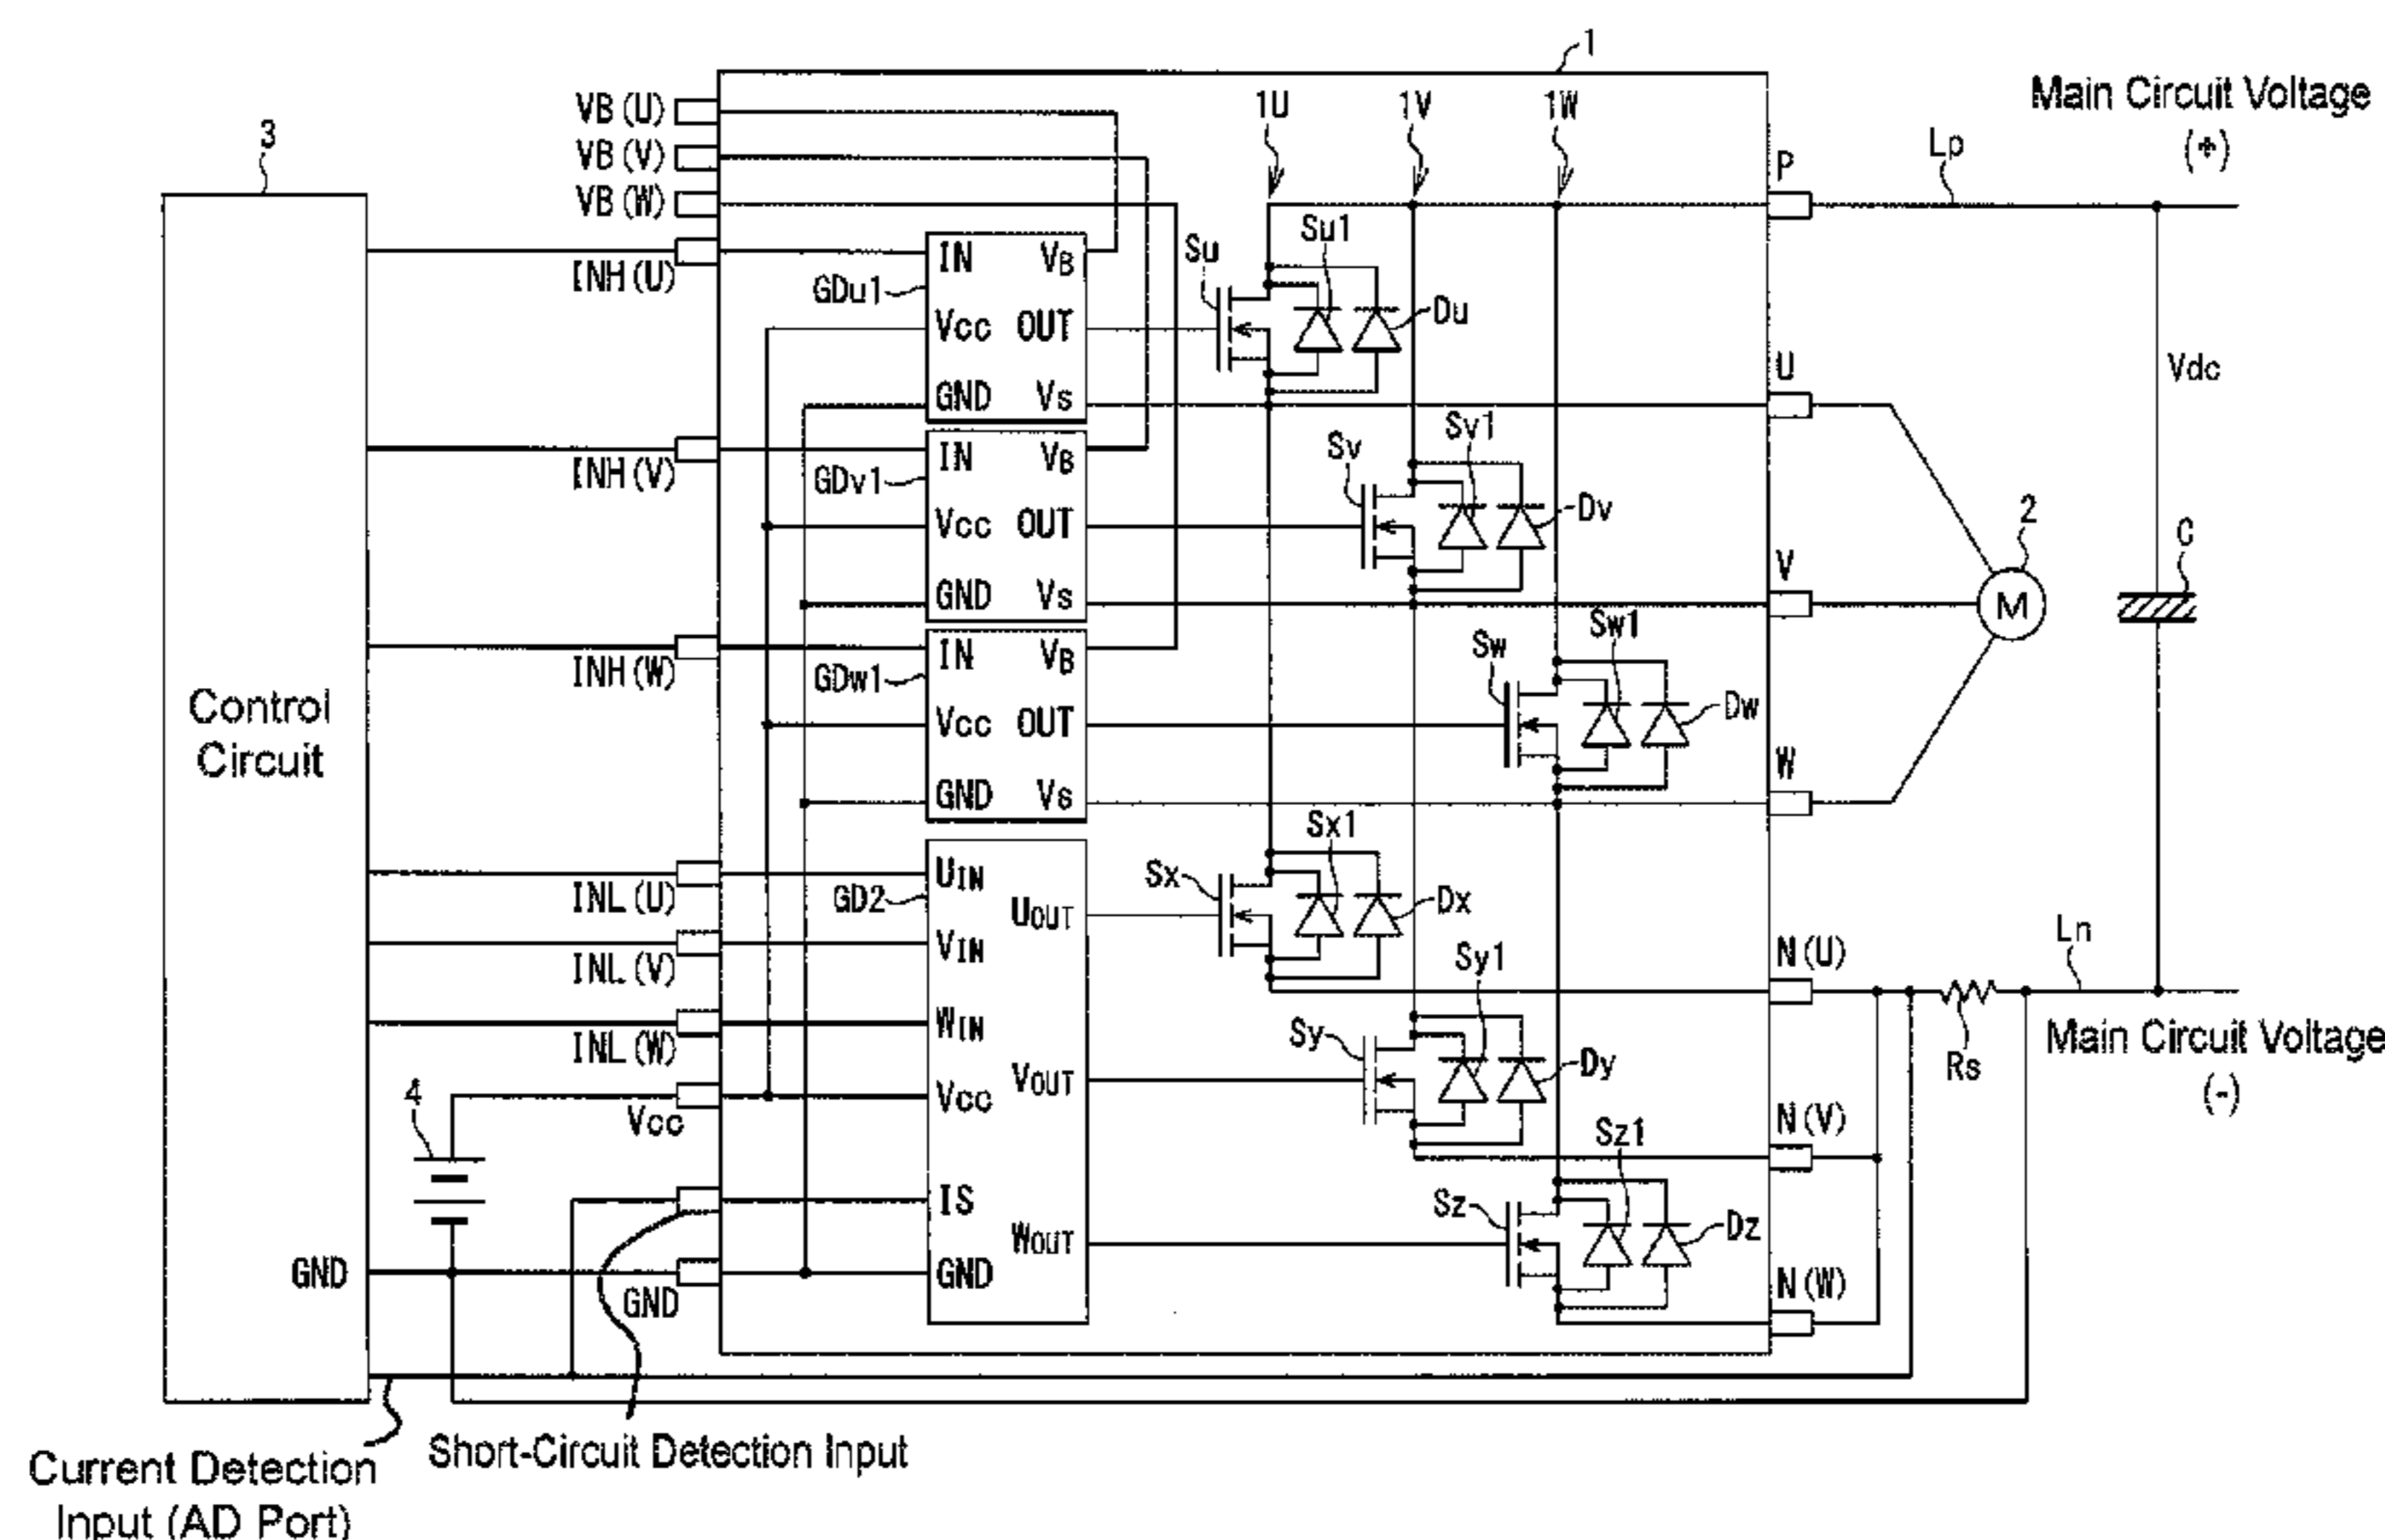 1
Main Circuit Voltage
(+)
3
VB(U)
VB(V)
VB(W)
1U
1V
1W
P
Lp
INH(U)
GDu1
IN
VB
Vcc
OUT
GND
Vs
Su
Su1
Du
U
Vdc
INH(V)
GDv1
IN
VB
Vcc
OUT
GND
Vs
Sv
Sv1
Dv
V
2
M
C
INH(W)
GDw1
IN
VB
Vcc
OUT
GND
Vs
Sw
Sw1
Dw
W
Control
Circuit
INL(U)
INL(V)
INL(W)
GD2
UIN
VIN
WIN
Vcc
IS
GND
UOUT
VOUT
WOUT
Sx
Sx1
Dx
N(U)
Ln
Rs
Main Circuit Voltage
(-)
Sy
Sy1
Dy
N(V)
Sz
Sz1
Dz
N(W)
4
Vcc
GND
GND
Short-Circuit Detection Input
Current Detection
Input (AD Port)